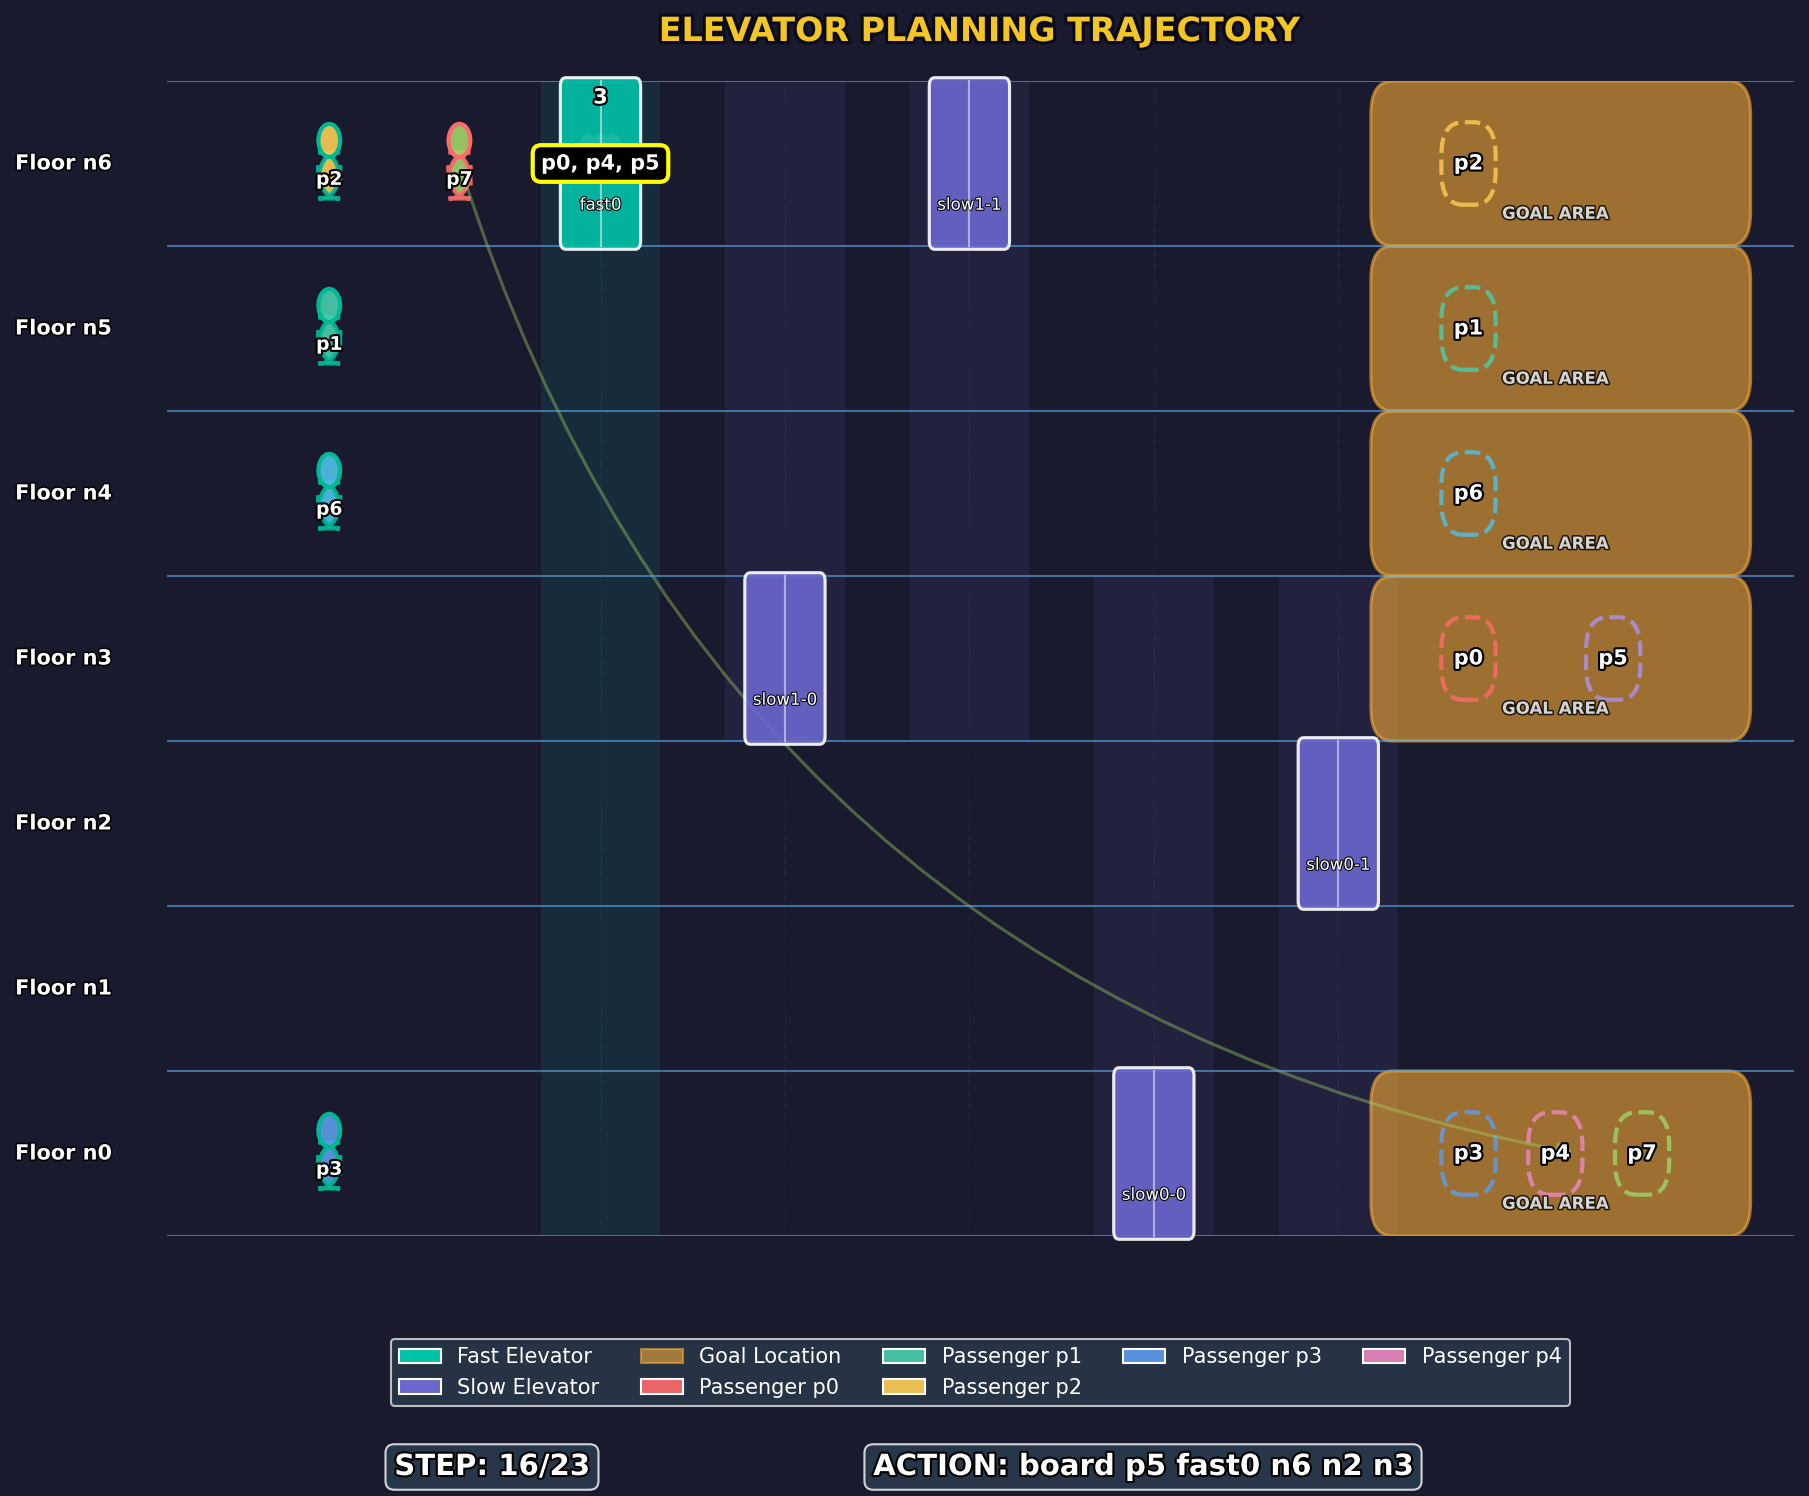 ELEVATOR PLANNING TRAJECTORY
Floor n6
p2
p7
3
p0, p4, p5
fast0
slow1-1
p2
GOAL AREA
Floor n5
p1
p1
GOAL AREA
Floor n4
p6
p6
GOAL AREA
Floor n3
slow1-0
p0
p5
GOAL AREA
Floor n2
slow0-1
Floor n1
Floor n0
p3
slow0-0
p3
p4
p7
GOAL AREA
Fast Elevator
Goal Location
Passenger p1
Passenger p3
Passenger p4
Slow Elevator
Passenger p0
Passenger p2
STEP: 16/23
ACTION: board p5 fast0 n6 n2 n3